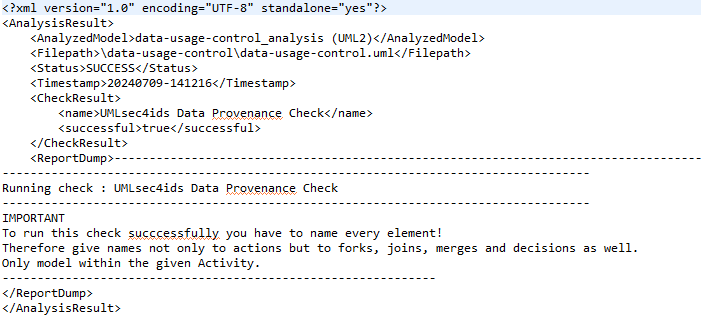 <?xml version="1.0" encoding="UTF-8" standalone="yes"?>
<AnalysisResult>
    <AnalyzedModel>data-usage-control_analysis (UML2)</AnalyzedModel>
    <Filepath>\data-usage-control\data-usage-control.uml</Filepath>
    <Status>SUCCESS</Status>
    <Timestamp>20240709-141216</Timestamp>
    <CheckResult>
        <name>UMLsec4ids Data Provenance Check</name>
        <successful>true</successful>
    </CheckResult>
    <ReportDump>-------------------------------------------------------------------------------------
-------------------------------------------------------------------------------------
Running check : UMLsec4ids Data Provenance Check
-------------------------------------------------------------------------------------
IMPORTANT
To run this check succcessfully you have to name every element!
Therefore give names not only to actions but to forks, joins, merges and decisions as well.
Only model within the given Activity.
---------------------------------------------------------------
</ReportDump>
</AnalysisResult>